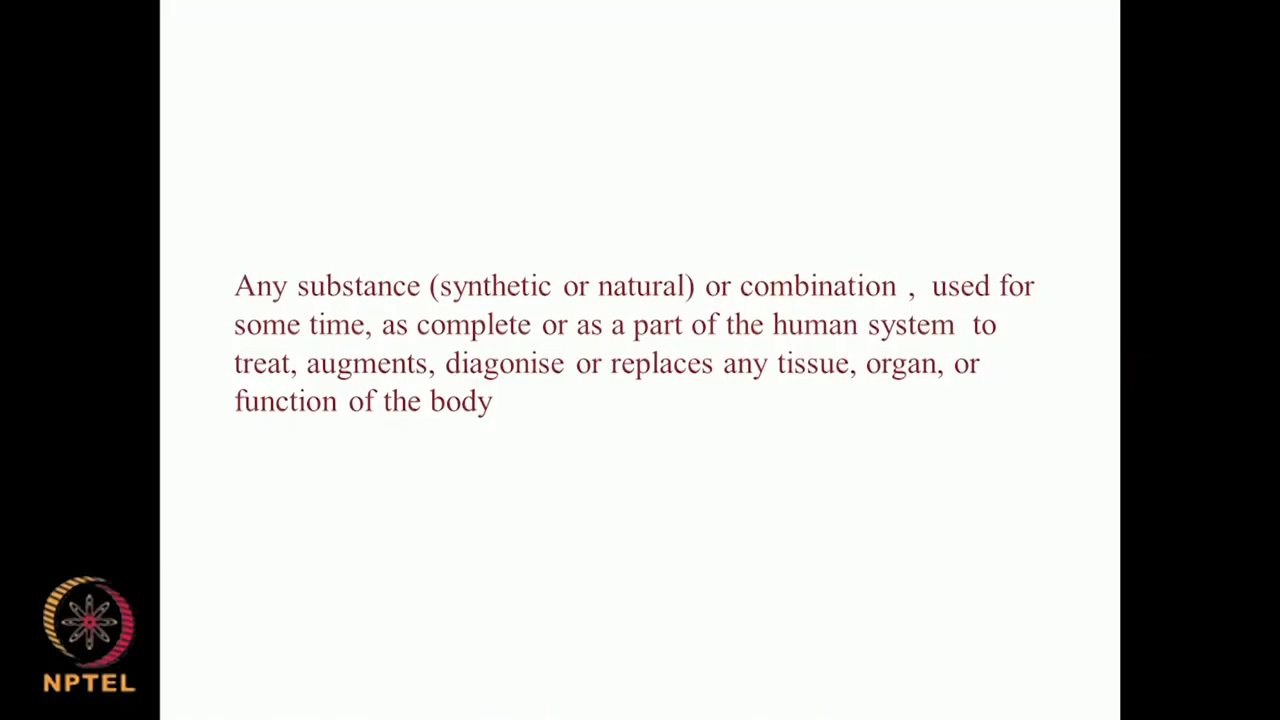 Any substance (synthetic or natural) or combination , used for
some time, as complete or as a part of the human system to
treat, augments, diagonise or replaces any tissue, organ, or
function of the body
NPTEL